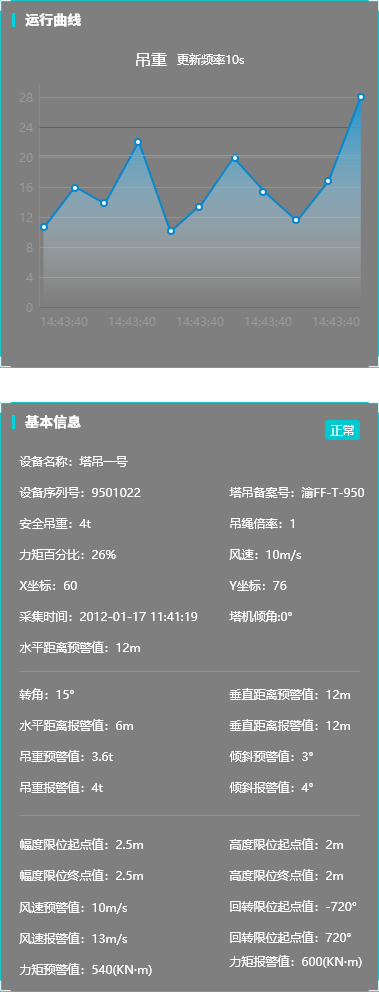 运行曲线
吊重 更新频率10s
28
24
20
16
12
8
4
0
14:43:40 14:43:40 14:43:40 14:43:40 14:43:40
基本信息
正常
设备名称：塔吊一号
设备序列号：9501022 塔吊备案号：渝FF-T-950
安全吊重：4t 吊绳倍率：1
力矩百分比：26% 风速：10m/s
X坐标：60 Y坐标：76
采集时间：2012-01-17 11:41:19 塔机倾角:0°
水平距离预警值：12m
转角：15° 垂直距离预警值：12m
水平距离报警值：6m 垂直距离报警值：12m
吊重预警值：3.6t 倾斜预警值：3°
吊重报警值：4t 倾斜报警值：4°
幅度限位起点值：2.5m 高度限位起点值：2m
幅度限位终点值：2.5m 高度限位终点值：2m
风速预警值：10m/s 回转限位起点值：-720°
风速报警值：13m/s 回转限位起点值：720°
力矩预警值：540(KN·m) 力矩报警值：600(KN·m)